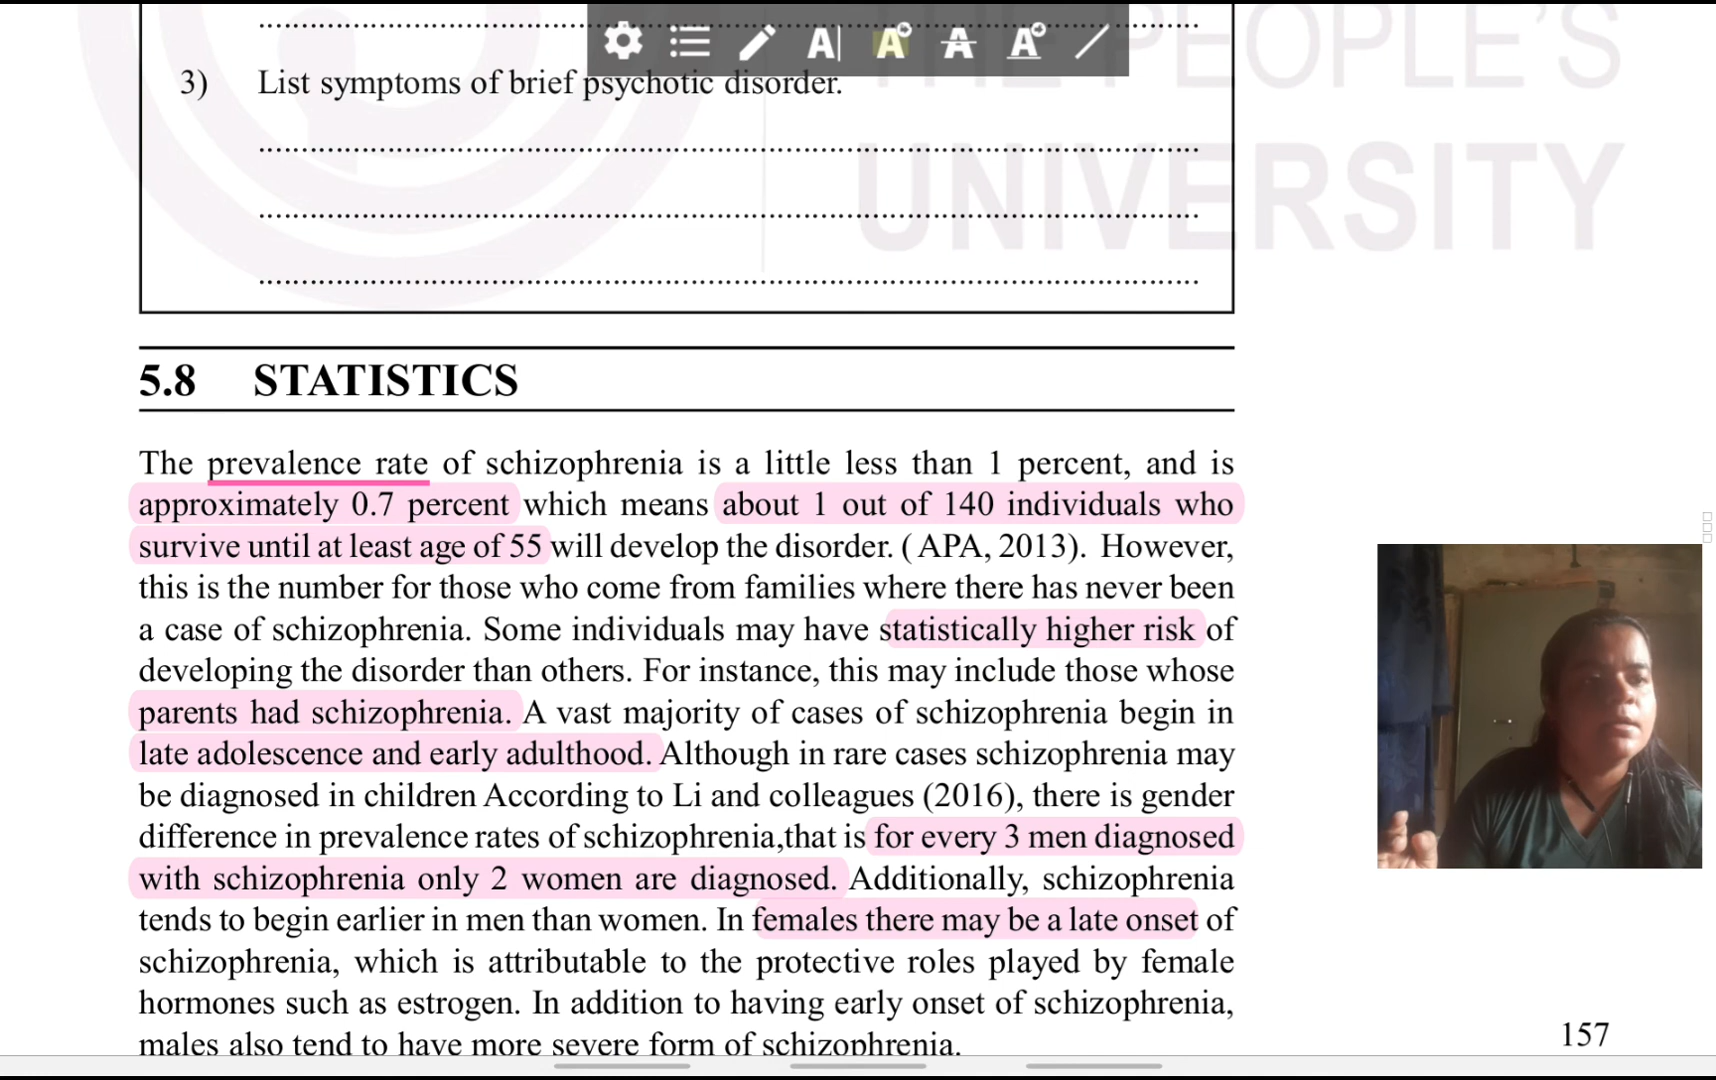 THE PEOPLE'S
UNIVERSITY
3) List symptoms of brief psychotic disorder.
5.8 STATISTICS
The prevalence rate of schizophrenia is a little less than 1 percent, and is
approximately 0.7 percent which means about 1 out of 140 individuals who
survive until at least age of 55 will develop the disorder. ( APA, 2013). However,
this is the number for those who come from families where there has never been
a case of schizophrenia. Some individuals may have statistically higher risk of
developing the disorder than others. For instance, this may include those whose
parents had schizophrenia. A vast majority of cases of schizophrenia begin in
late adolescence and early adulthood. Although in rare cases schizophrenia may
be diagnosed in children According to Li and colleagues (2016), there is gender
difference in prevalence rates of schizophrenia,that is for every 3 men diagnosed
with schizophrenia only 2 women are diagnosed. Additionally, schizophrenia
tends to begin earlier in men than women. In females there may be a late onset of
schizophrenia, which is attributable to the protective roles played by female
hormones such as estrogen. In addition to having early onset of schizophrenia,
males also tend to have more severe form of schizophrenia.
157